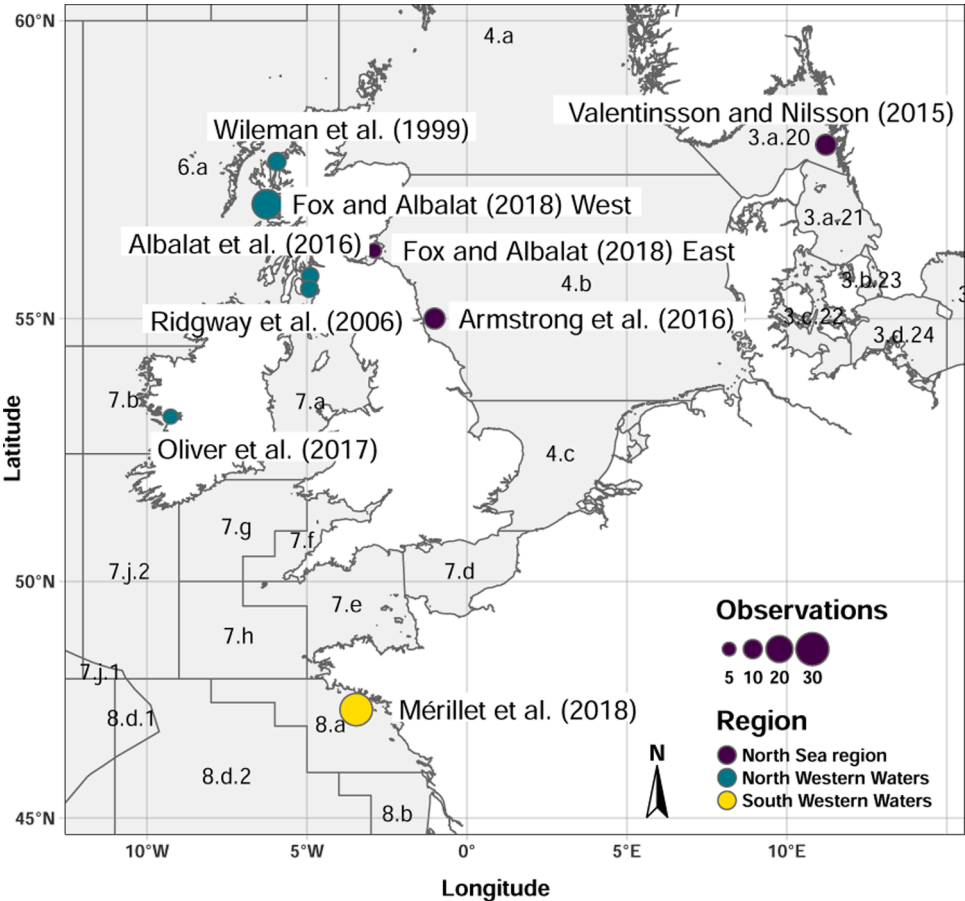 60°N
4.a
Valentinsson and Nilsson (2015)
Wileman et al. (1999)
3.a.20
6.a
Fox and Albalat (2018) West
3.a.21
Albalat et al. (2016)
Fox and Albalat (2018) East
4.b
3.b.23
3
55°N
Ridgway et al. (2006)
Armstrong et al. (2016)
3.c.22
3.d.24
7.b
7.a
Latitude
Oliver et al. (2017)
4.c
7.g
7.f
7.j.2
50°N
7.d
7.e
7.h
Observations
5 10 20 30
7.j.1
8.d.1
8.a
Mérillet et al. (2018)
Region
North Sea region
North Western Waters
South Western Waters
N
8.d.2
8.b
45°N
10°W 5°W 0° 5°E 10°E
Longitude